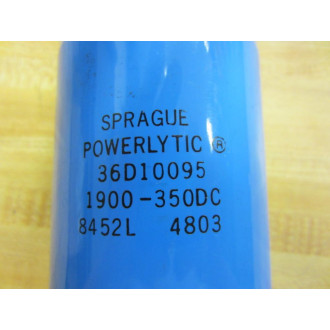 SPRAGUE
POWERLYTIC ®
36D10095
1900-350DC
8452L 4803